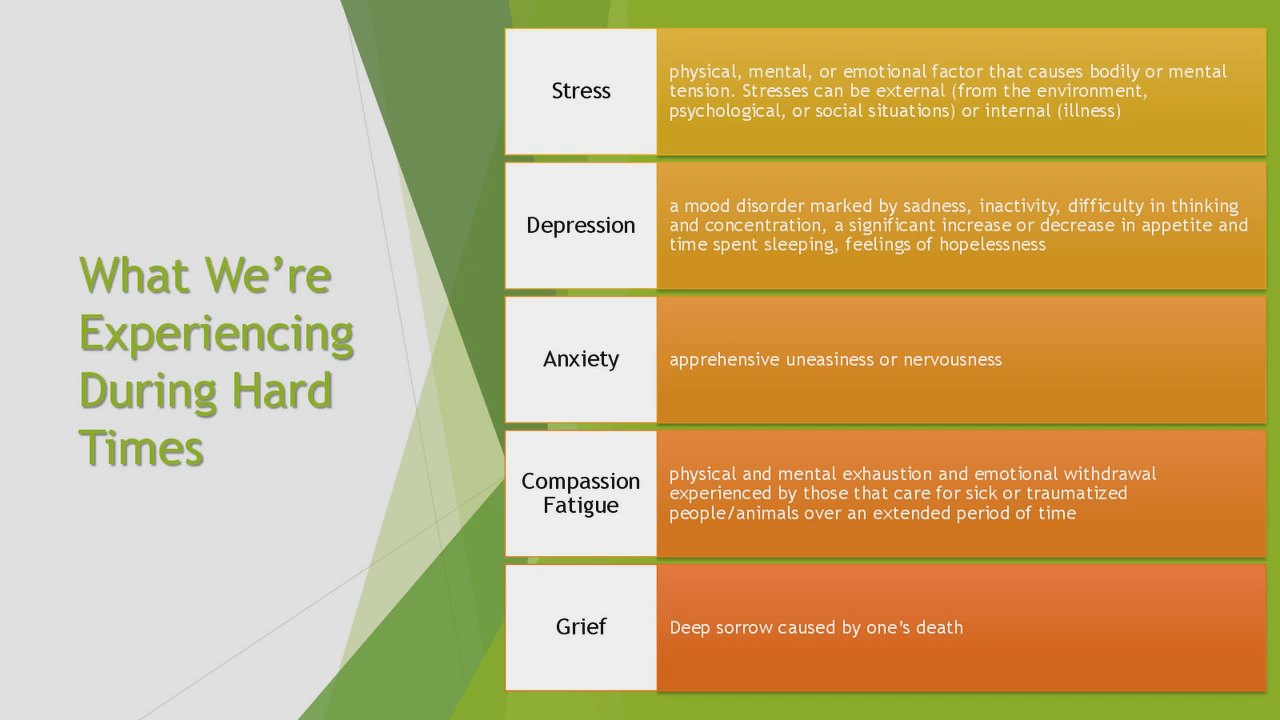 What We’re
Experiencing
During Hard
Times
Stress
physical, mental, or emotional factor that causes bodily or mental
tension. Stresses can be external (from the environment,
psychological, or social situations) or internal (illness)
Depression
a mood disorder marked by sadness, inactivity, difficulty in thinking
and concentration, a significant increase or decrease in appetite and
time spent sleeping, feelings of hopelessness
Anxiety
apprehensive uneasiness or nervousness
Compassion
Fatigue
physical and mental exhaustion and emotional withdrawal
experienced by those that care for sick or traumatized
people/animals over an extended period of time
Grief
Deep sorrow caused by one’s death